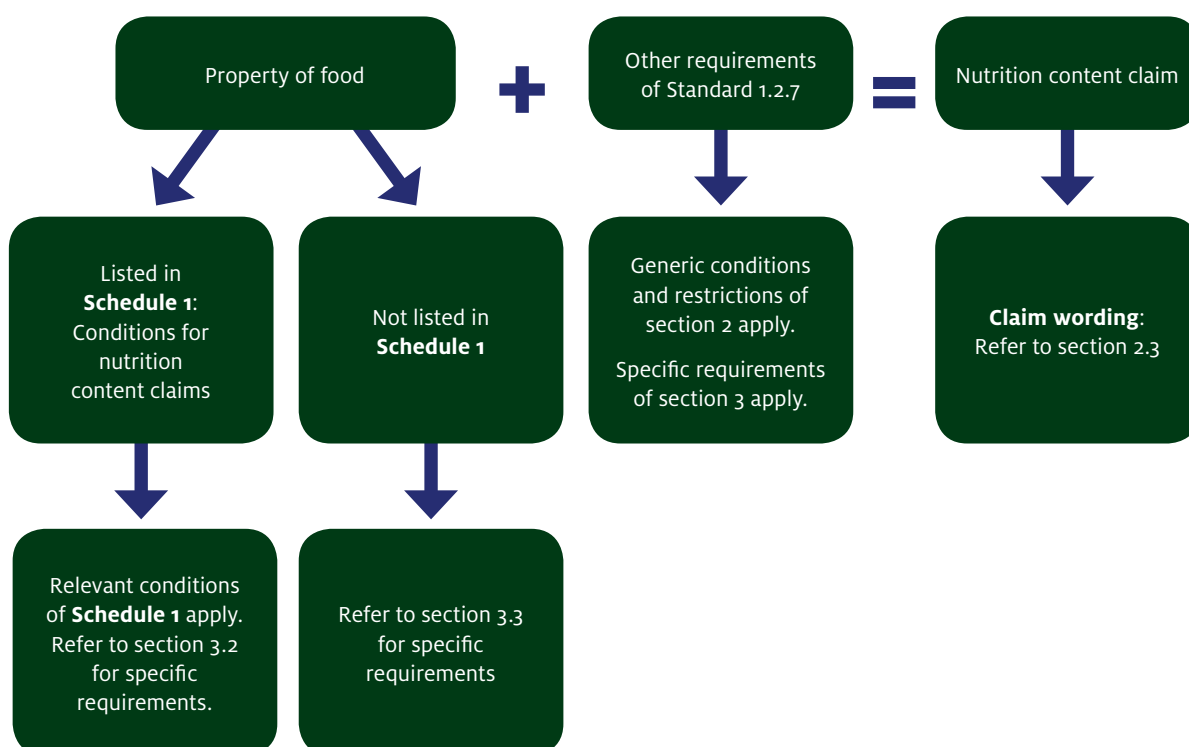 Property of food
+
Other requirements
of Standard 1.2.7
=
Nutrition content claim
Listed in
Schedule 1:
Conditions for
nutrition
content claims
Not listed in
Schedule 1
Generic conditions
and restrictions of
section 2 apply.
Specific requirements
of section 3 apply.
Claim wording:
Refer to section 2.3
Relevant conditions
of Schedule 1 apply.
Refer to section 3.2
for specific
requirements.
Refer to section 3.3
for specific
requirements